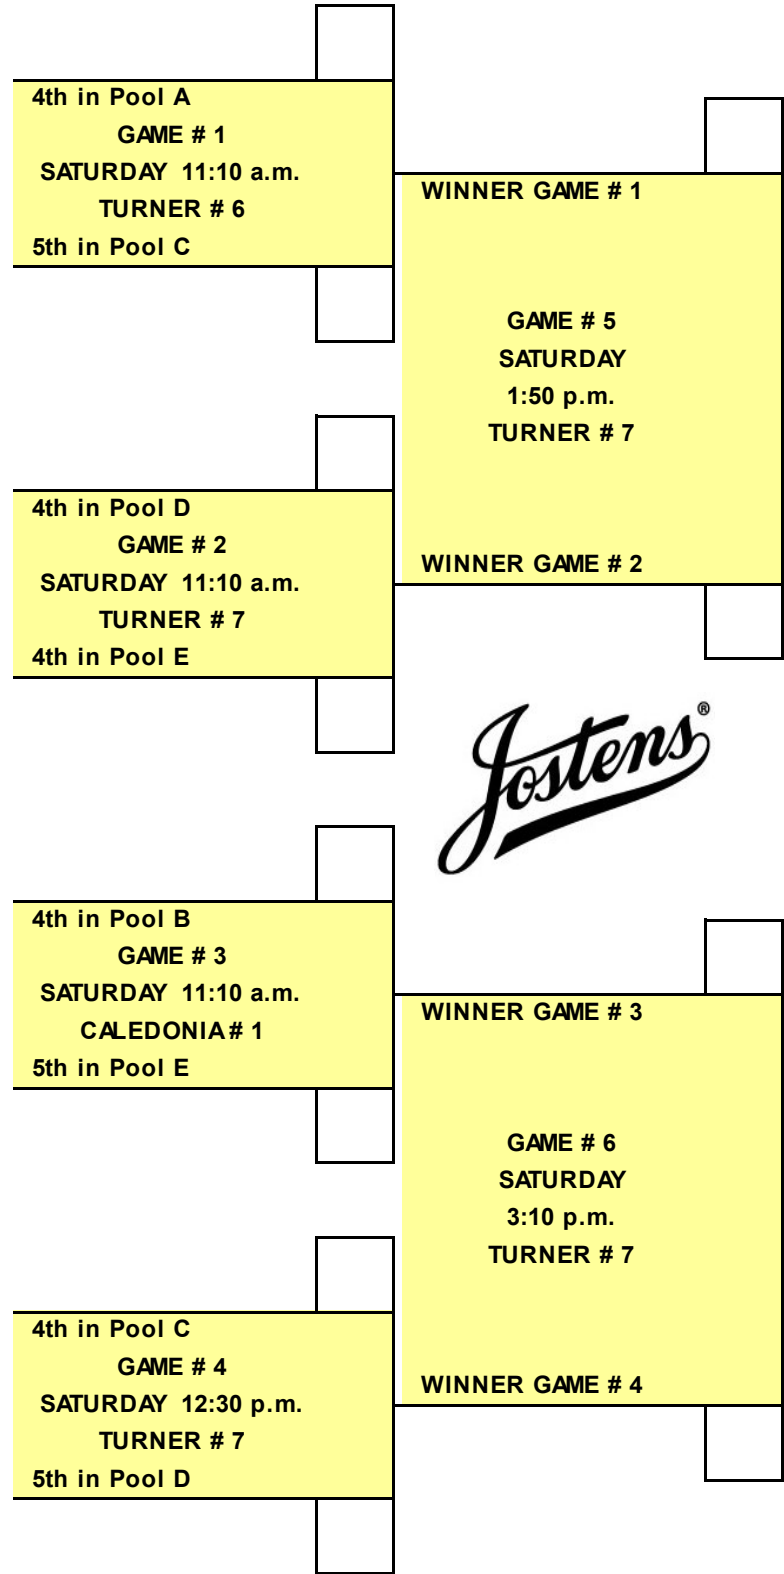 4th in Pool A
GAME # 1
SATURDAY 11:10 a.m.
TURNER # 6
5th in Pool C
WINNER GAME # 1
GAME # 5
SATURDAY
1:50 p.m.
TURNER # 7
WINNER GAME # 2
4th in Pool D
GAME # 2
SATURDAY 11:10 a.m.
TURNER # 7
4th in Pool E
Jostens®
4th in Pool B
GAME # 3
SATURDAY 11:10 a.m.
CALEDONIA # 1
5th in Pool E
WINNER GAME # 3
GAME # 6
SATURDAY
3:10 p.m.
TURNER # 7
WINNER GAME # 4
4th in Pool C
GAME # 4
SATURDAY 12:30 p.m.
TURNER # 7
5th in Pool D